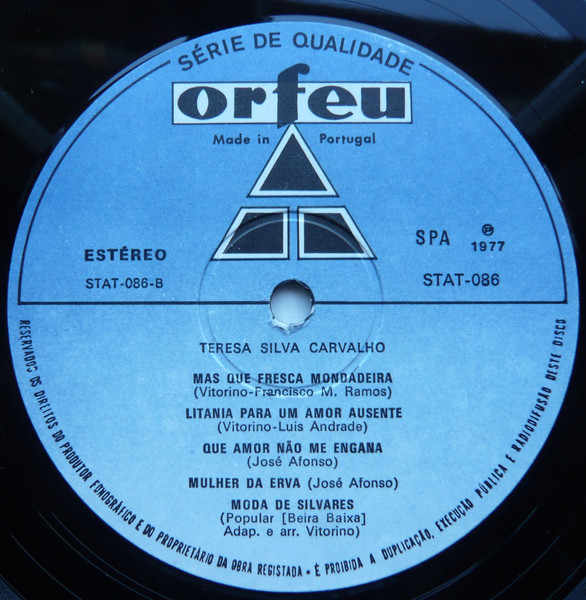 SÉRIE DE QUALIDADE
orfeu
Made in Portugal
ESTÉREO
STAT-086-B
SPA ℗ 1977
STAT-086
TERESA SILVA CARVALHO
MAS QUE FRESCA MONDADEIRA
(Vitorino-Francisco M. Ramos)
LITANIA PARA UM AMOR AUSENTE
(Vitorino-Luis Andrade)
QUE AMOR NÃO ME ENGANA
(José Afonso)
MULHER DA ERVA (José Afonso)
MODA DE SILVARES
(Popular [Beira Baixa]
Adap. e arr. Vitorino)
RESERVADOS OS DIREITOS DO PRODUTOR FONOGRÁFICO E DO PROPRIETÁRIO DA OBRA REGISTADA • É PROIBIDA A DUPLICAÇÃO, EXECUÇÃO PÚBLICA E RADIODIFUSÃO DESTE DISCO